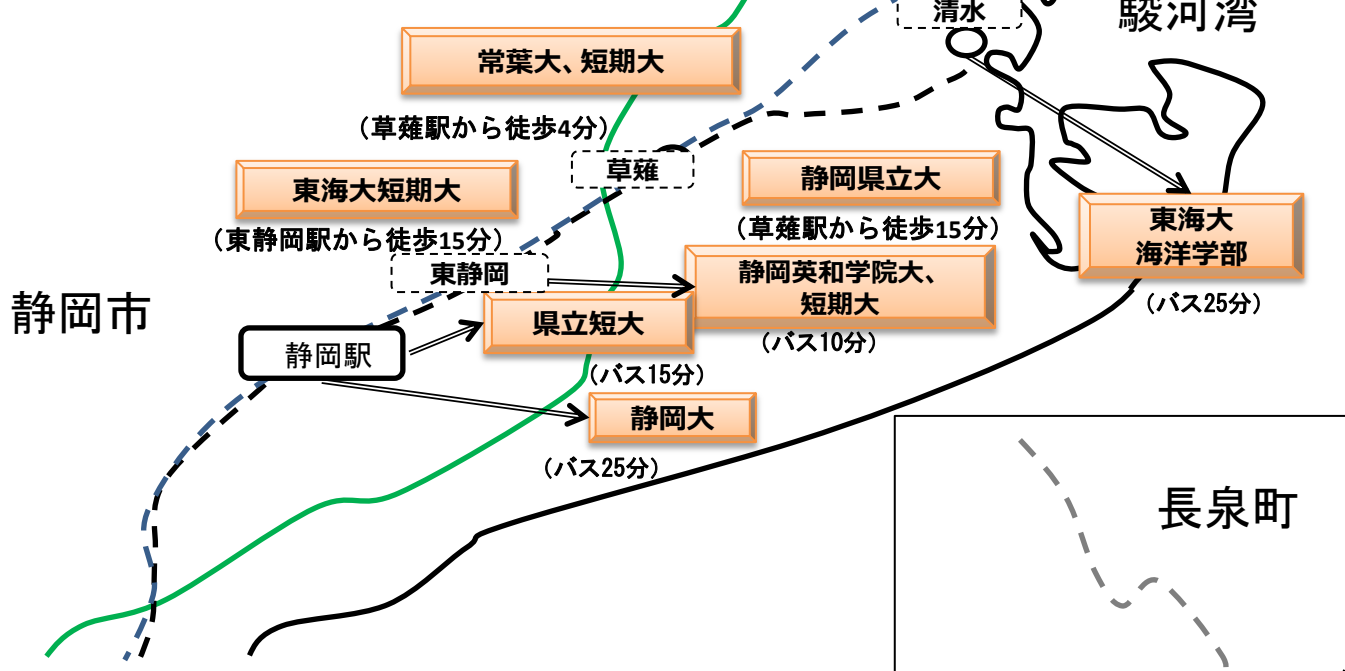 清水
駿河湾
常葉大、短期大
（草薙駅から徒歩4分）
草薙
東海大短期大
（東静岡駅から徒歩15分）
静岡県立大
（草薙駅から徒歩15分）
東海大
海洋学部
（バス25分）
東静岡
静岡英和学院大、
短期大
（バス10分）
静岡市
静岡駅
県立短大
（バス15分）
静岡大
（バス25分）
長泉町